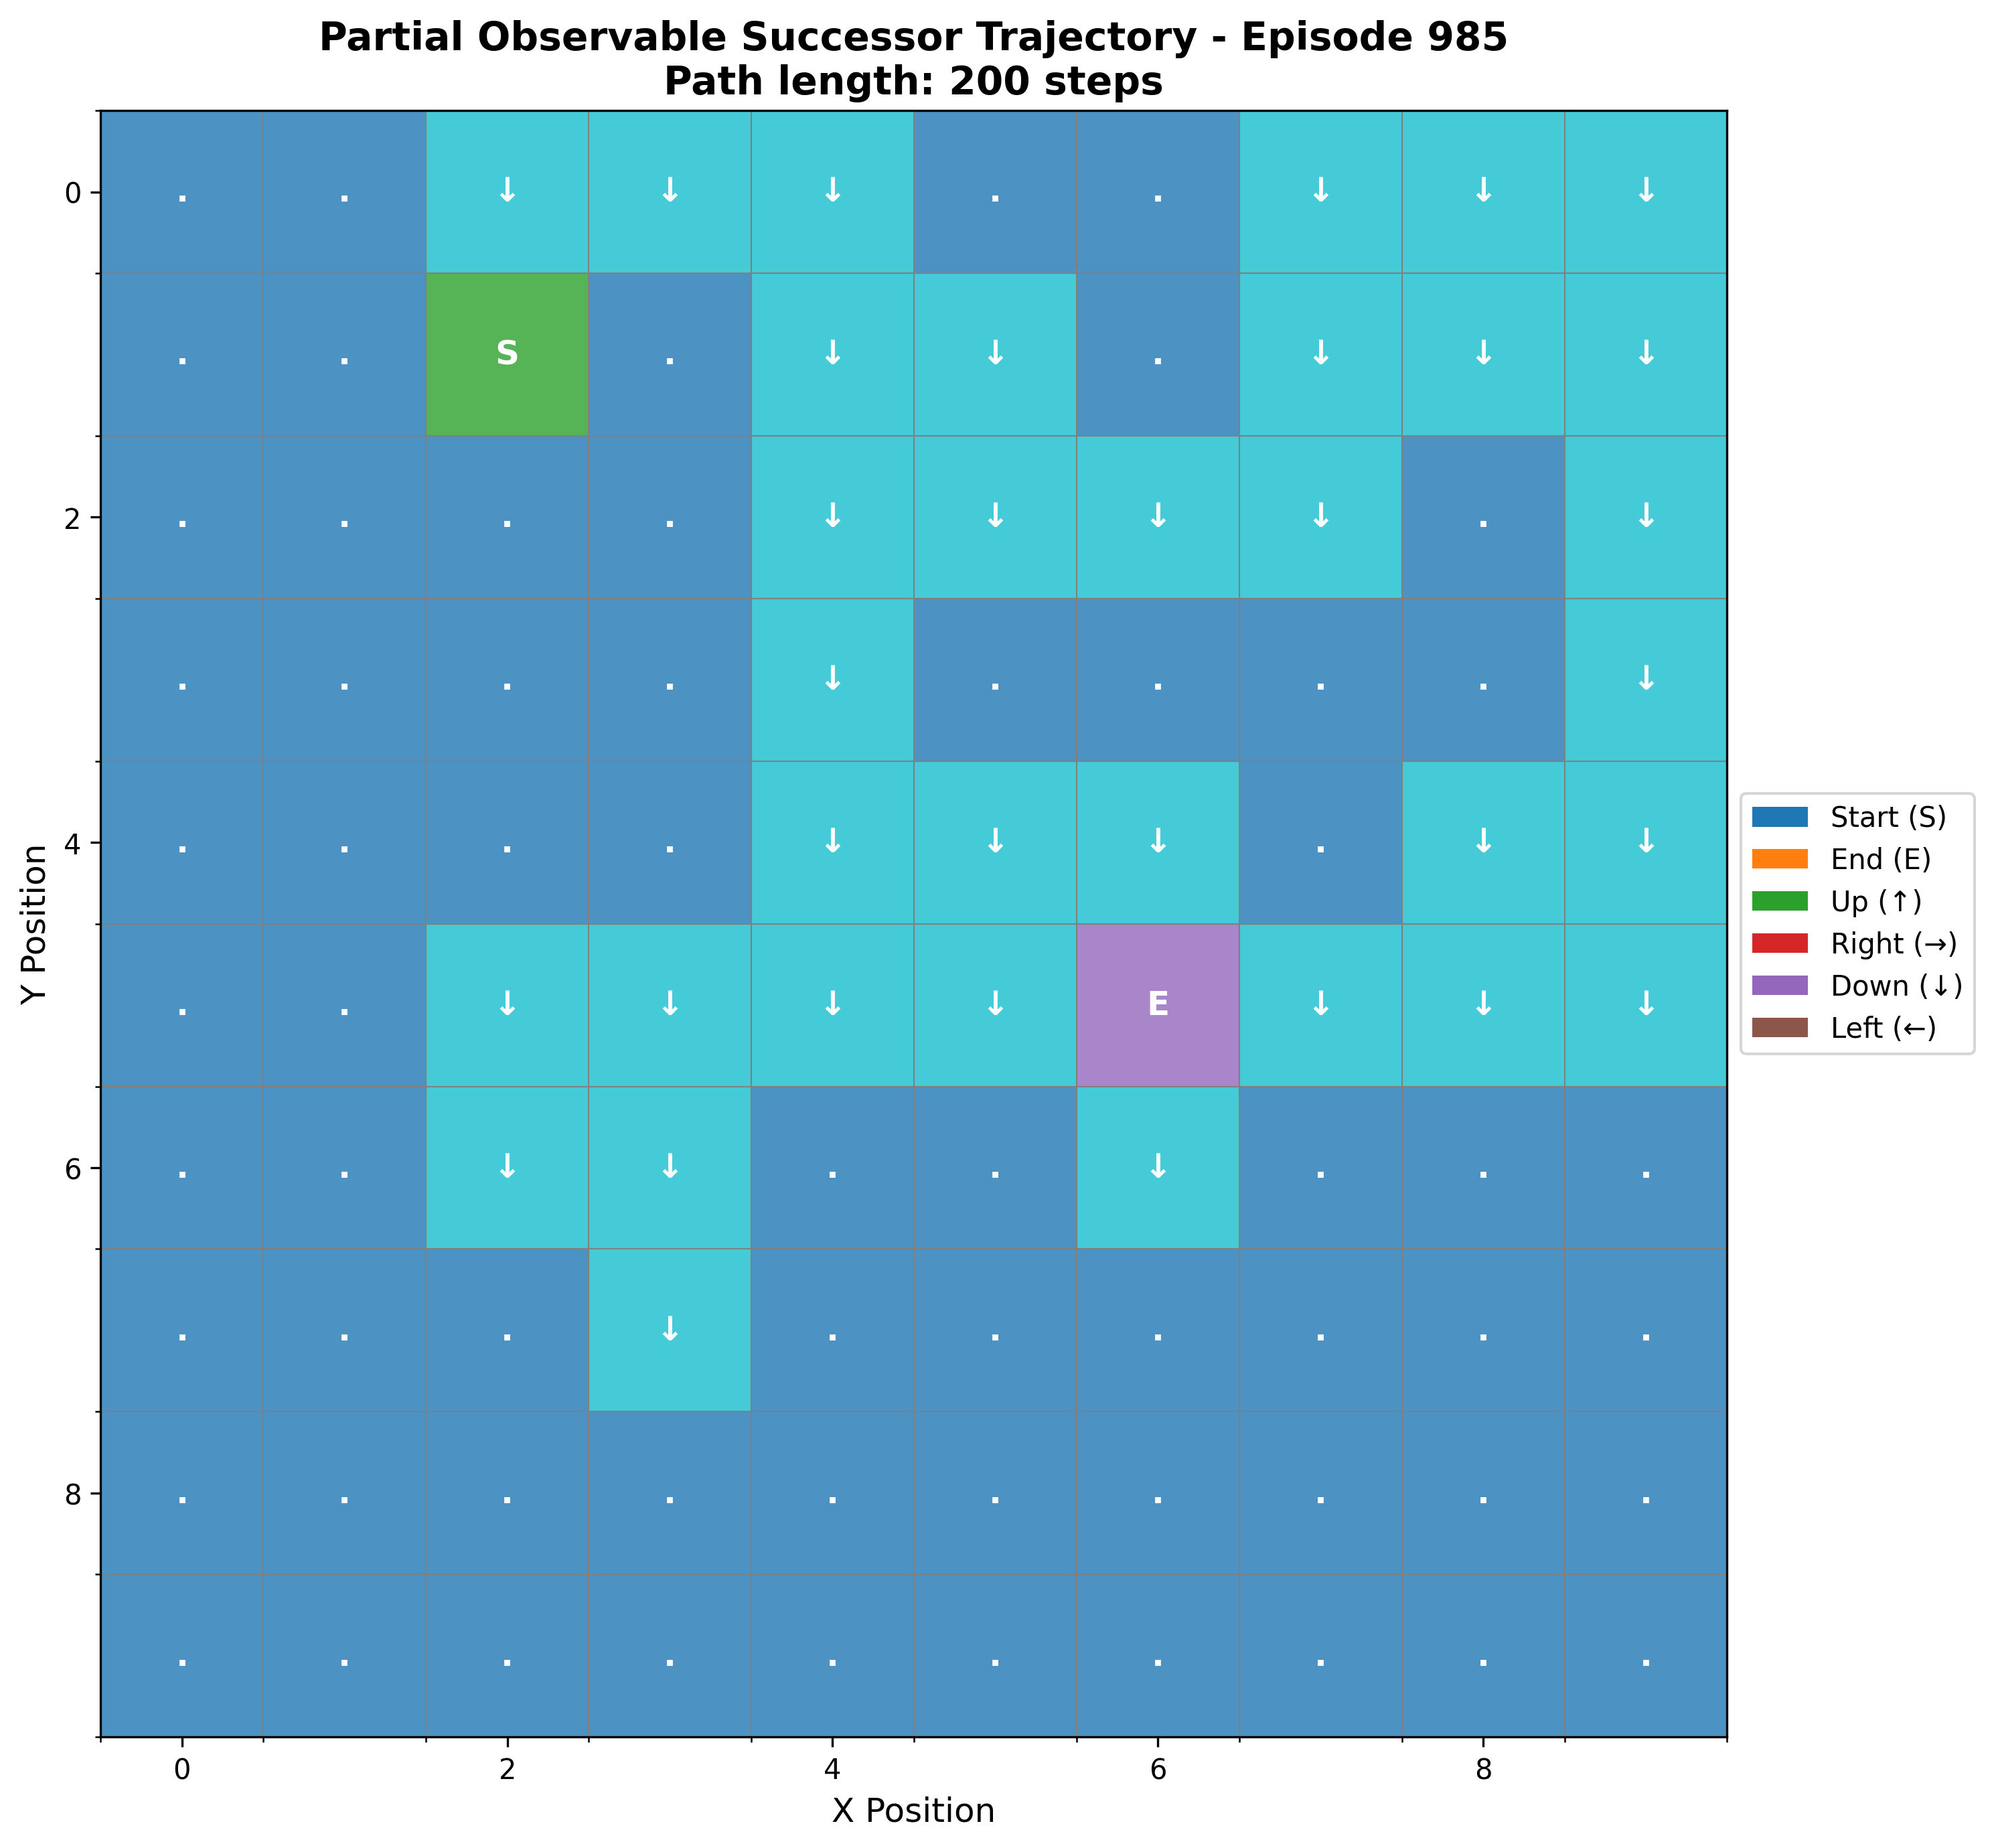 Partial Observable Successor Trajectory - Episode 985
Path length: 200 steps
0 . . ↓ ↓ ↓ . . ↓ ↓ ↓
. . S . ↓ ↓ . ↓ ↓ ↓
2 . . . . ↓ ↓ ↓ ↓ . ↓
. . . . ↓ . . . . ↓
4 . . . . ↓ ↓ ↓ . ↓ ↓
. . ↓ ↓ ↓ ↓ E ↓ ↓ ↓
6 . . ↓ ↓ . . ↓ . . .
. . . ↓ . . . . . .
8 . . . . . . . . . .
. . . . . . . . . .
0 2 4 6 8
X Position
Y Position
Start (S)
End (E)
Up (↑)
Right (→)
Down (↓)
Left (←)